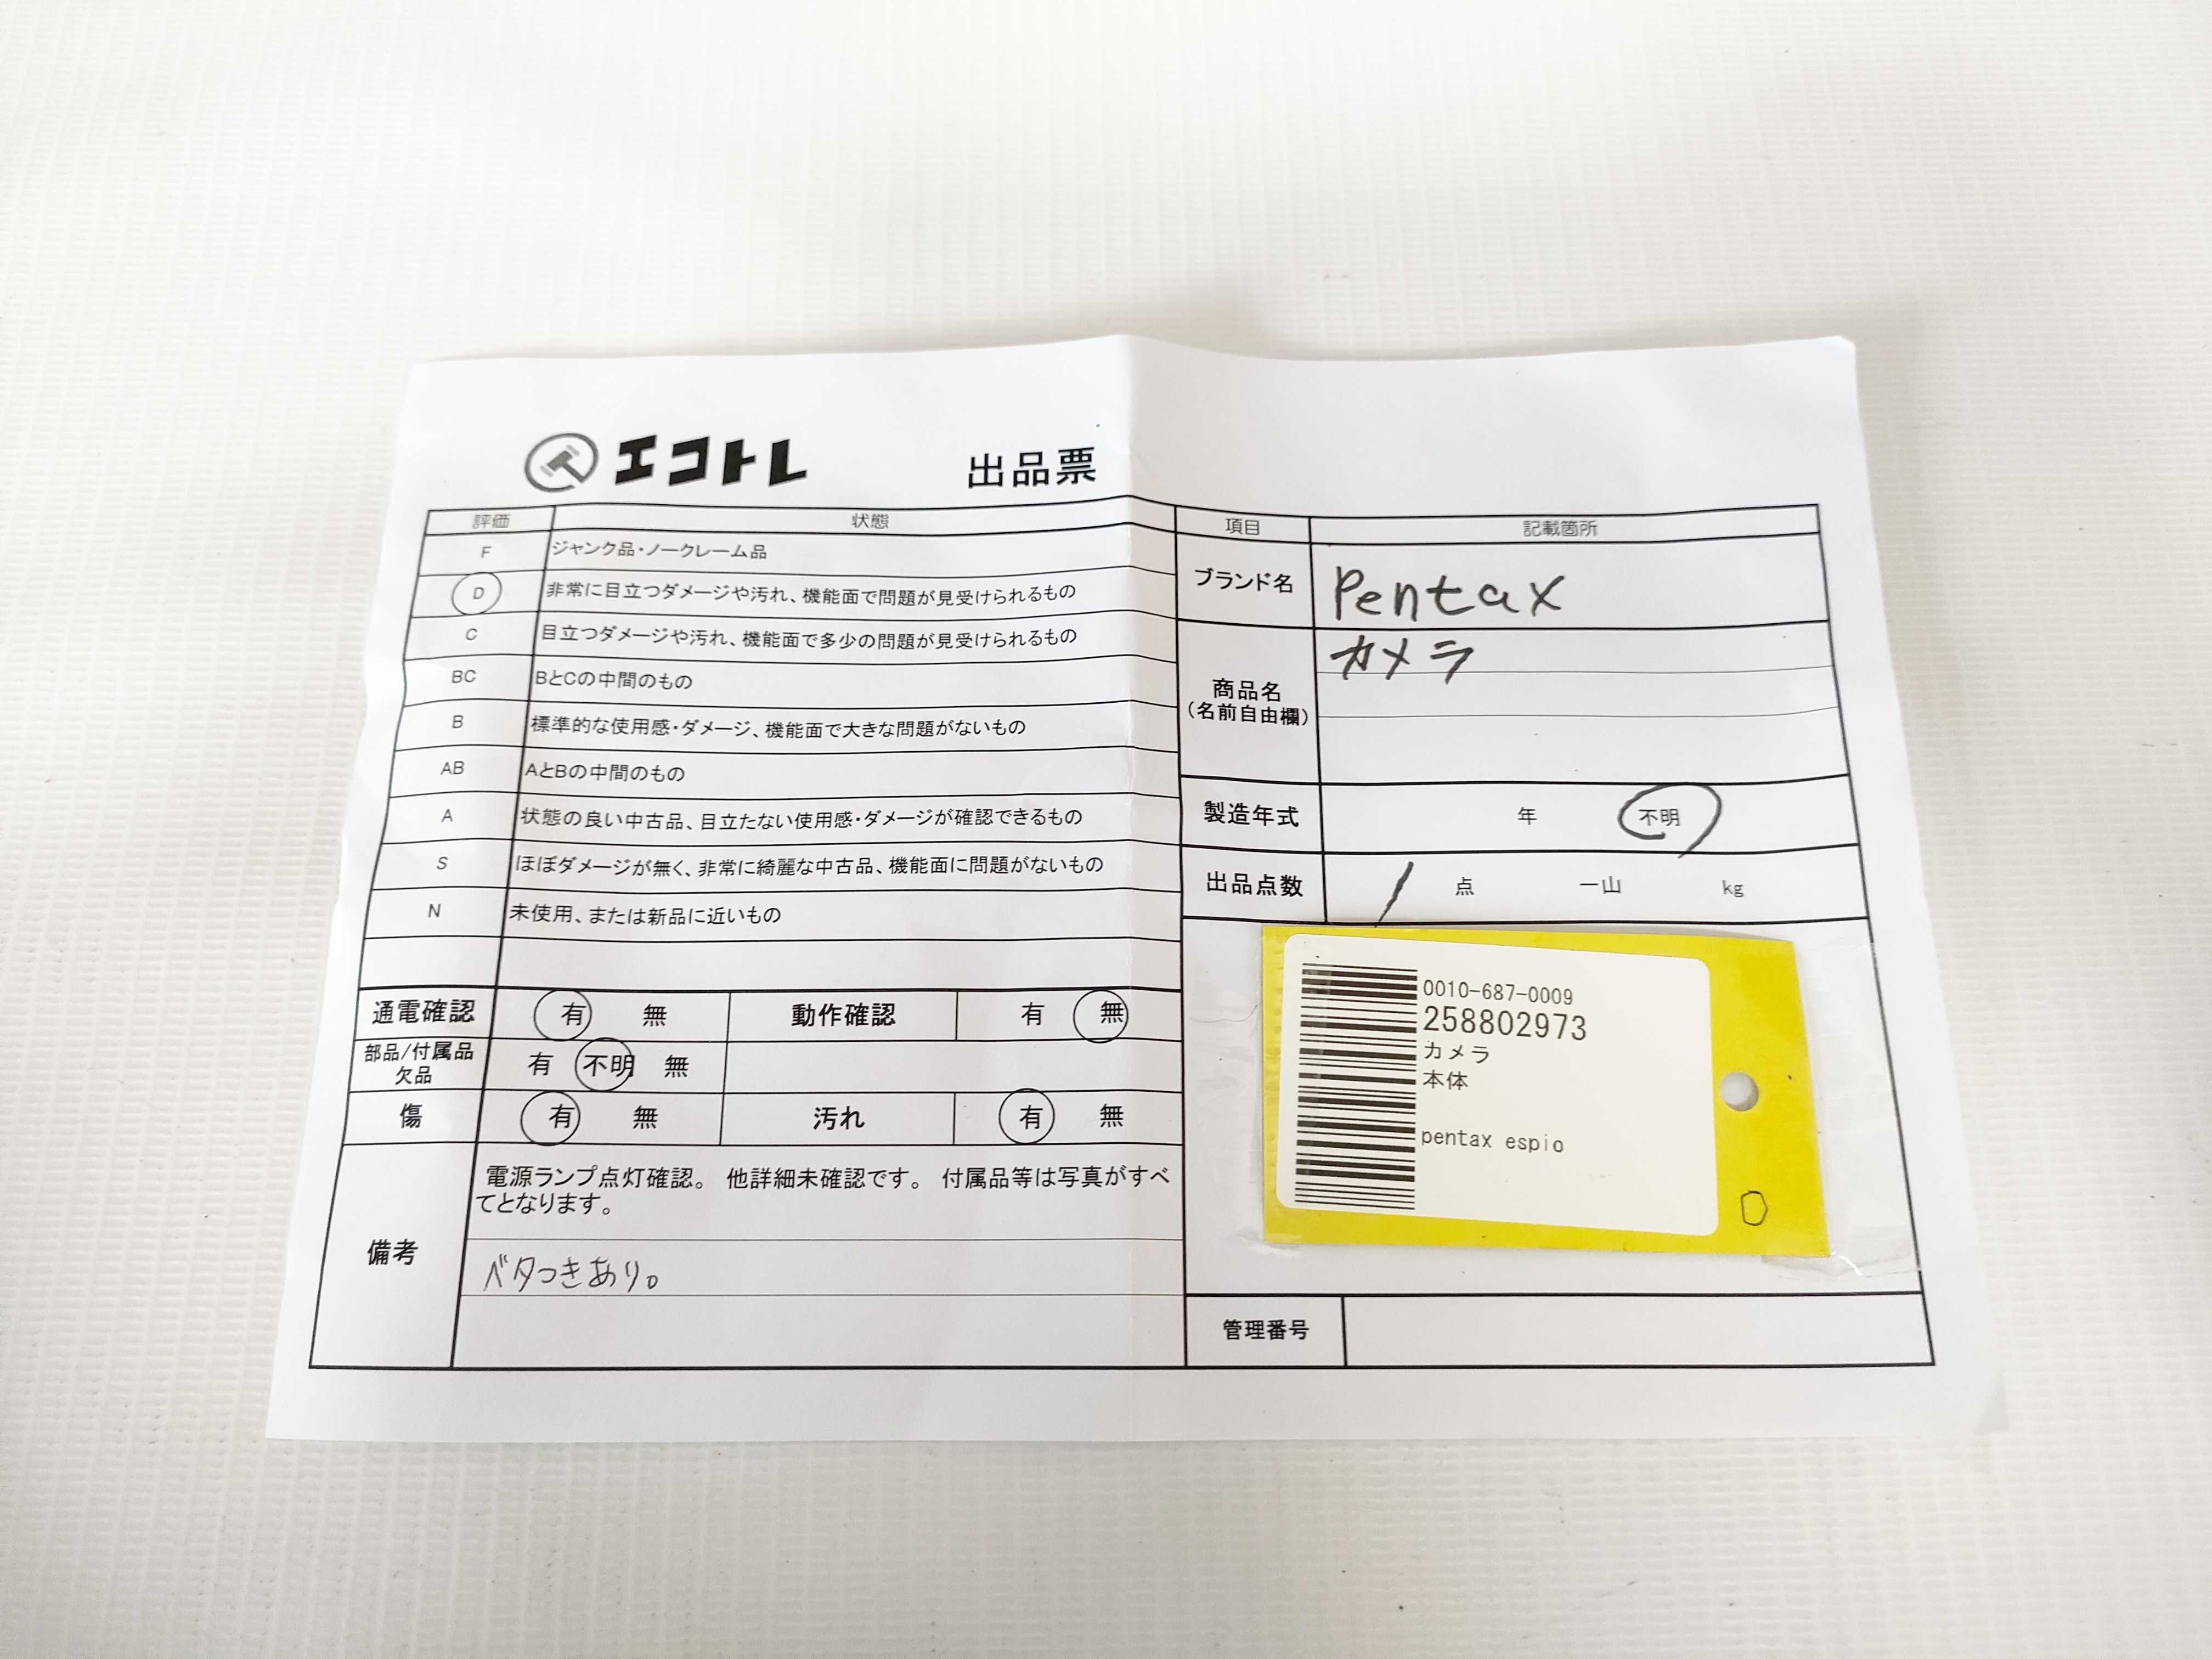 エコトレ 出品票
評価 状態
F ジャンク品・ノークレーム品
D 非常に目立つダメージや汚れ、機能面で問題が見受けられるもの
C 目立つダメージや汚れ、機能面で多少の問題が見受けられるもの
BC BとCの中間のもの
B 標準的な使用感・ダメージ、機能面で大きな問題がないもの
AB AとBの中間のもの
A 状態の良い中古品、目立たない使用感・ダメージが確認できるもの
S ほぼダメージが無く、非常に綺麗な中古品、機能面に問題がないもの
N 未使用、または新品に近いもの
通電確認 有 無 動作確認 有 無
部品/付属品
欠品 有 不明 無
傷 有 無 汚れ 有 無
備考
電源ランプ点灯確認。 他詳細未確認です。 付属品等は写真がすべ
てとなります。
ベタつきあり。
項目 記載箇所
ブランド名 Pentax
商品名
(名前自由欄)
カメラ
製造年式 年 不明
出品点数 1 点 一山 kg
0010-687-0009
258802973
カメラ
本体
pentax espio
D
管理番号